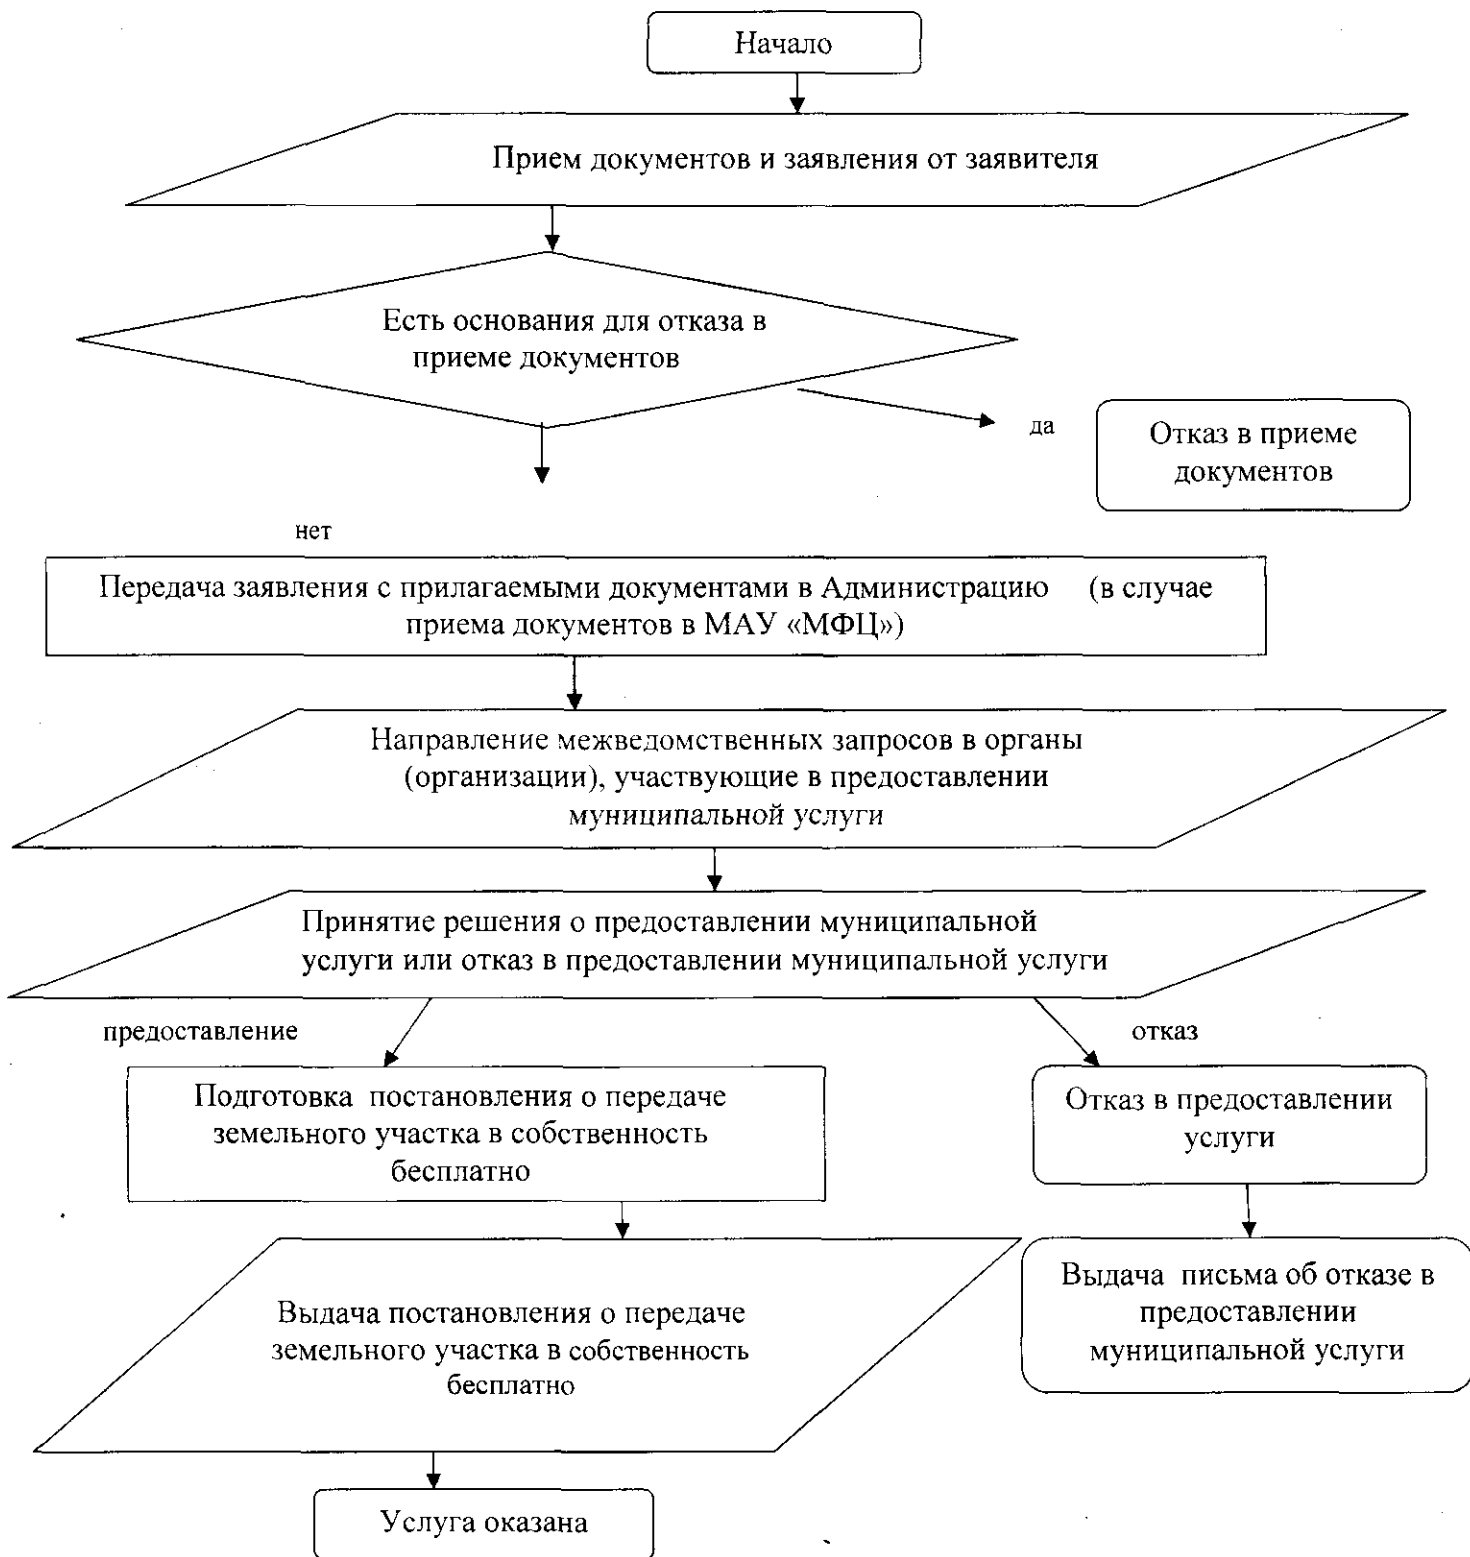 Начало
Прием документов и заявления от заявителя
Есть основания для отказа в
приеме документов
да
Отказ в приеме
документов
нет
Передача заявления с прилагаемыми документами в Администрацию (в случае
приема документов в МАУ «МФЦ»)
Направление межведомственных запросов в органы
(организации), участвующие в предоставлении
муниципальной услуги
Принятие решения о предоставлении муниципальной
услуги или отказ в предоставлении муниципальной услуги
предоставление
отказ
Подготовка постановления о передаче
земельного участка в собственность
бесплатно
Отказ в предоставлении
услуги
Выдача постановления о передаче
земельного участка в собственность
бесплатно
Выдача письма об отказе в
предоставлении
муниципальной услуги
Услуга оказана